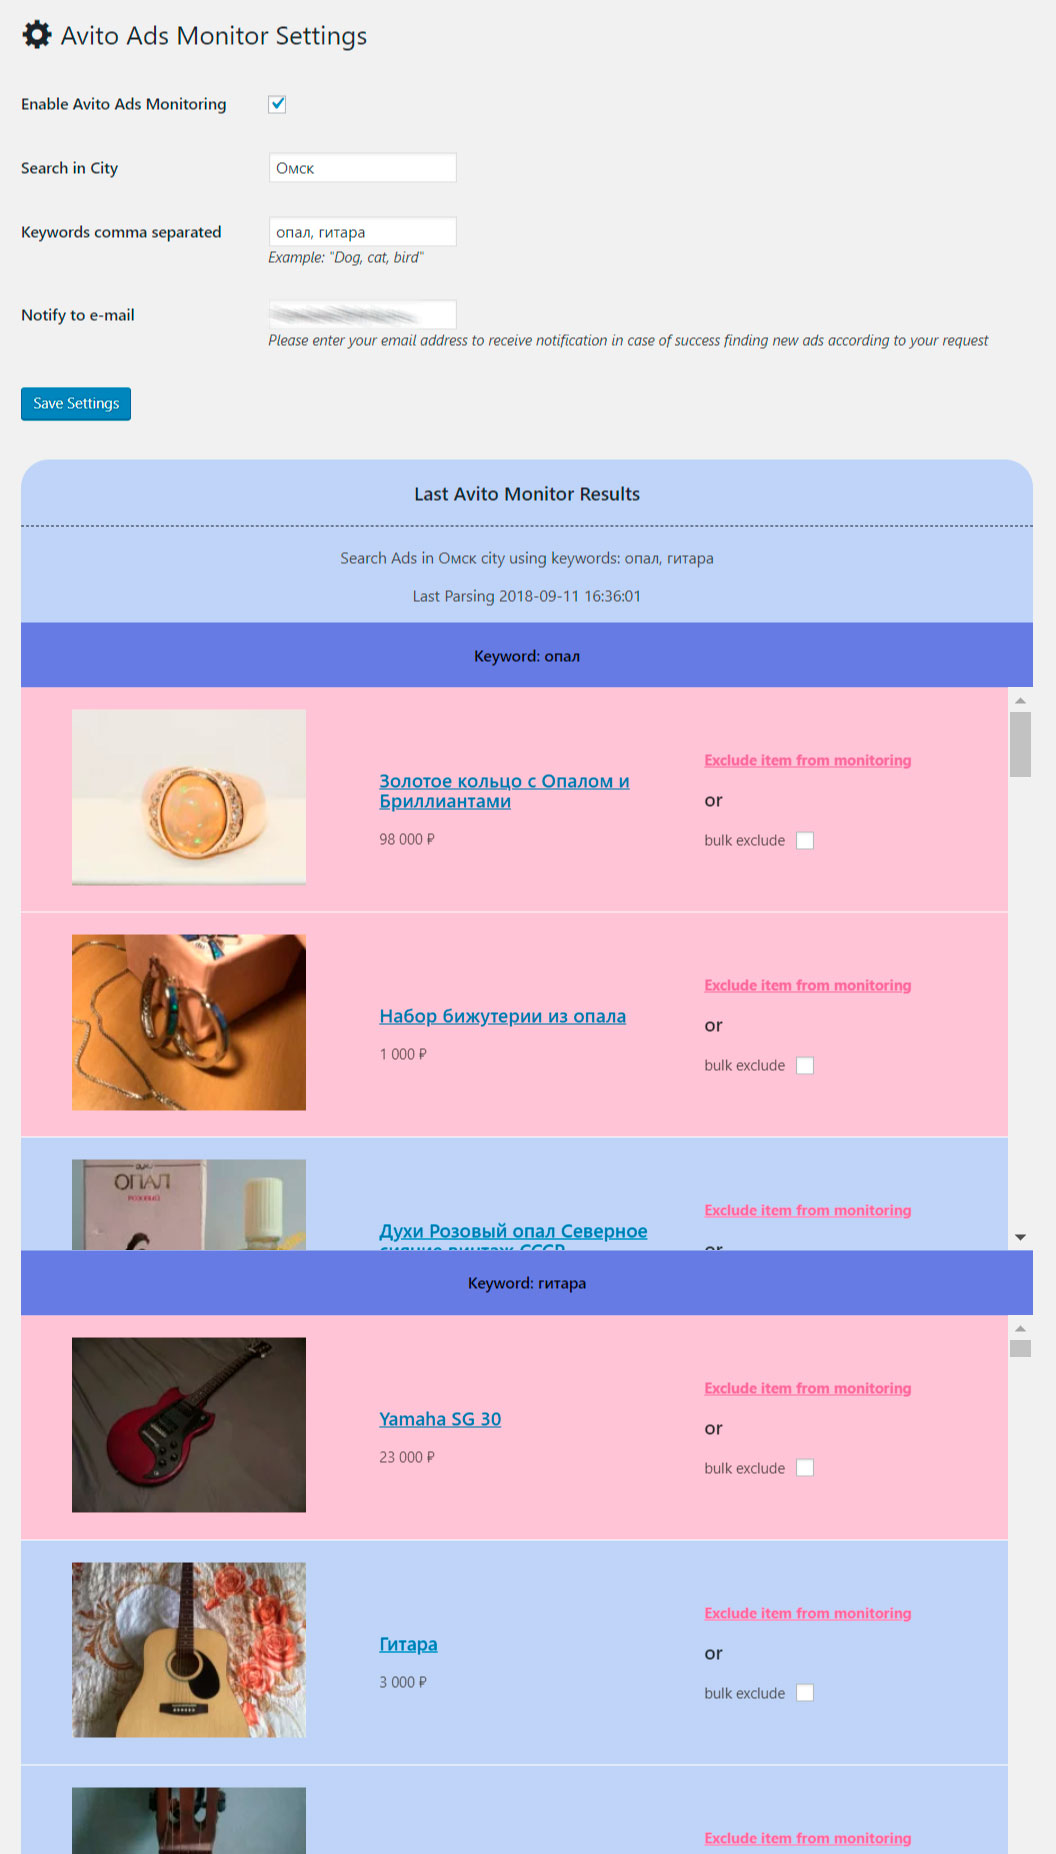 Avito Ads Monitor Settings
Enable Avito Ads Monitoring
Search in City
Омск
Keywords comma separated
опал, гитара
Example: "Dog, cat, bird"
Notify to e-mail
Please enter your email address to receive notification in case of success finding new ads according to your request
Save Settings
Last Avito Monitor Results
Search Ads in Омск city using keywords: опал, гитара
Last Parsing 2018-09-11 16:36:01
Keyword: опал
Золотое кольцо с Опалом и
Бриллиантами
98 000 ₽
Exclude item from monitoring
or
bulk exclude
Набор бижутерии из опала
1 000 ₽
Exclude item from monitoring
or
bulk exclude
ОПАЛ
РОЗОВЫЙ
Духи Розовый опал Северное
сияние винтаж СССР
Exclude item from monitoring
or
Keyword: гитара
Yamaha SG 30
23 000 ₽
Exclude item from monitoring
or
bulk exclude
Гитара
3 000 ₽
Exclude item from monitoring
or
bulk exclude
Exclude item from monitoring